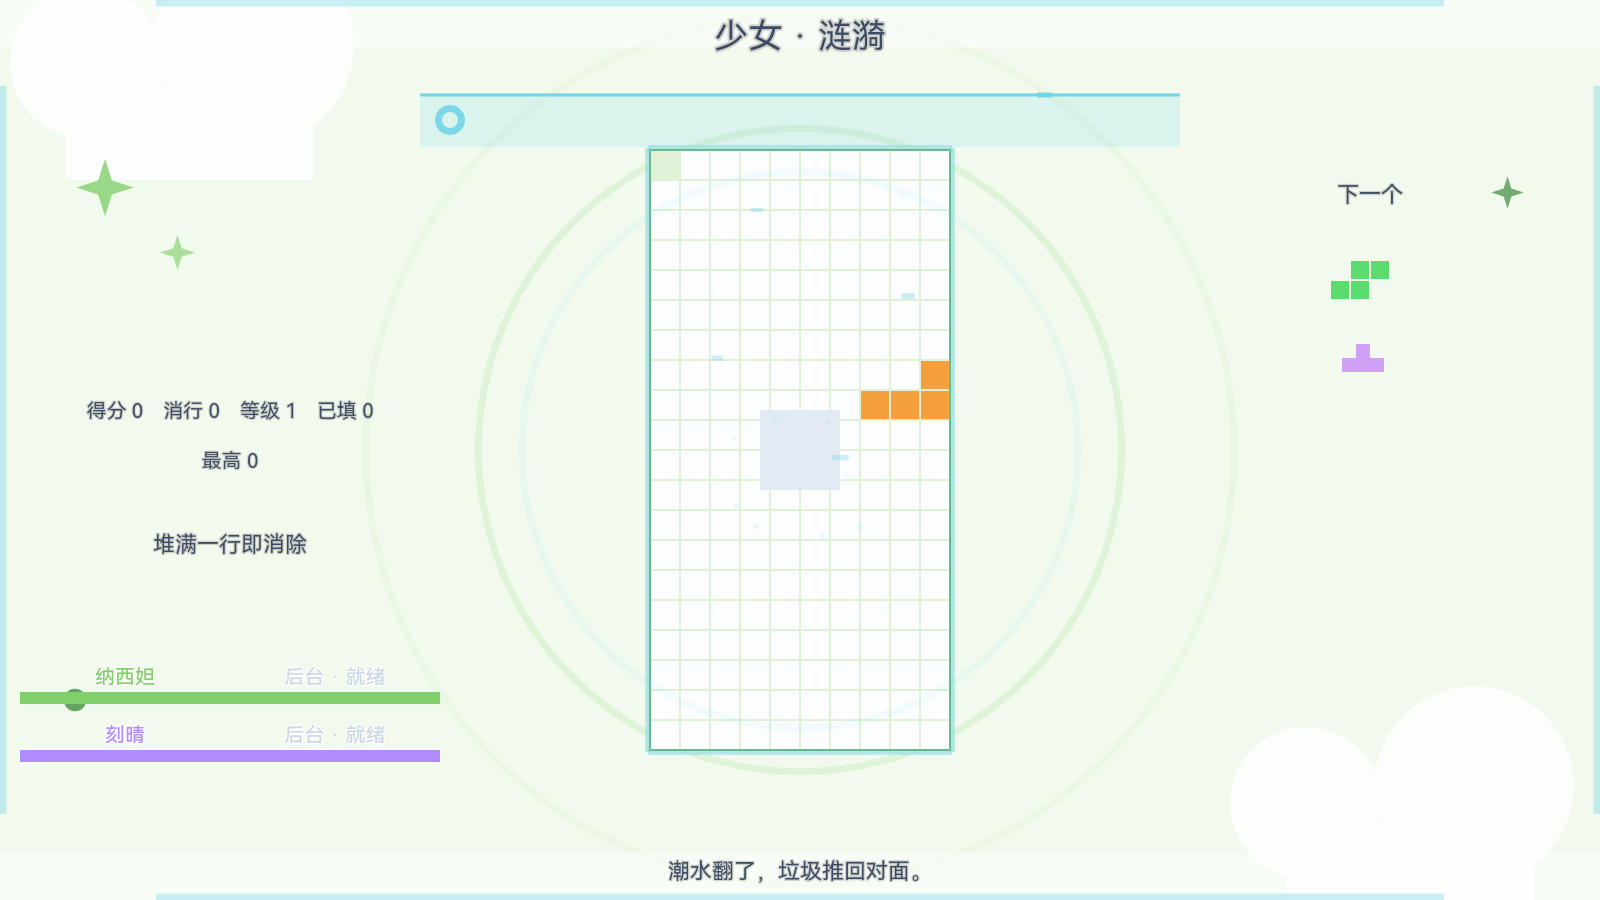 少女 · 涟漪
下一个
得分 0 消行 0 等级 1 已填 0
最高 0
堆满一行即消除
纳西妲 后台 · 就绪
刻晴 后台 · 就绪
潮水翻了，垃圾推回对面。